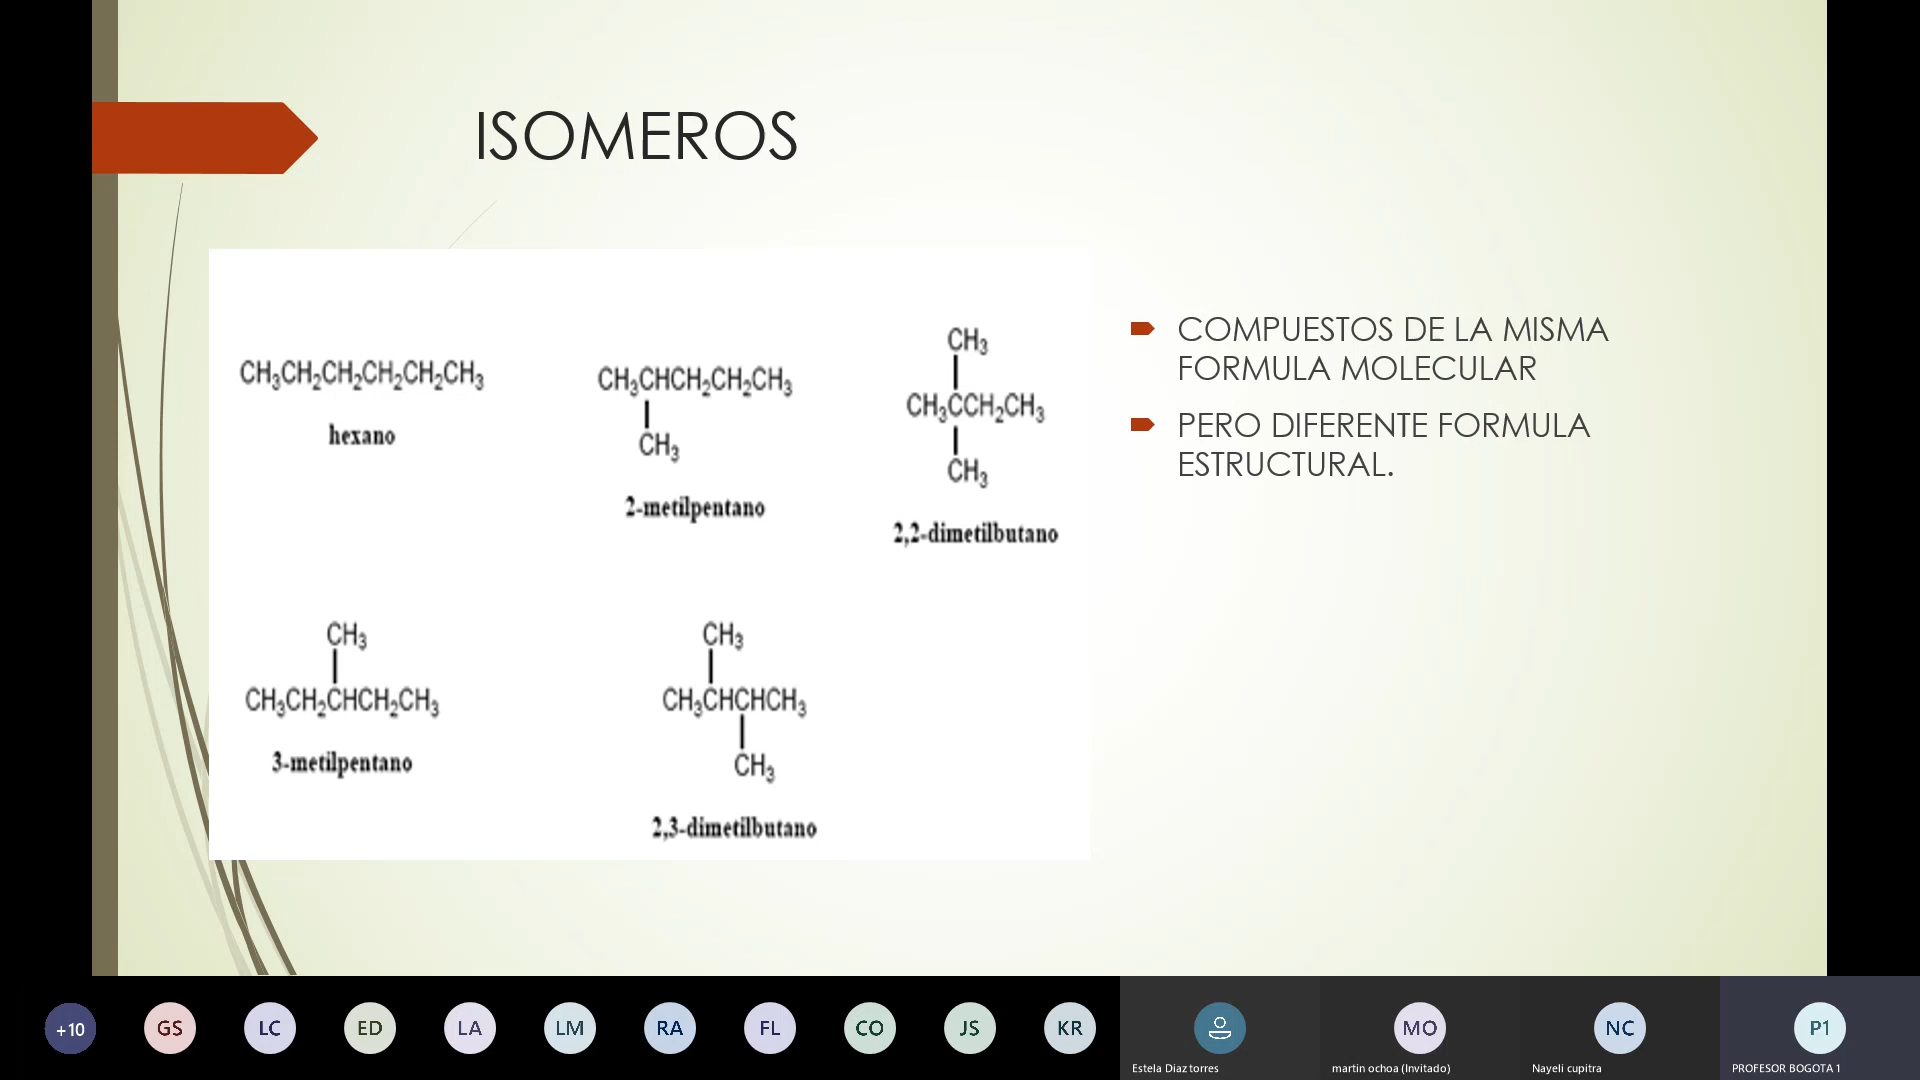 ISOMEROS
CH₃CH₂CH₂CH₂CH₂CH₃
hexano
CH₃CHCH₂CH₂CH₃
CH₃
2-metilpentano
CH₃
CH₃CCH₂CH₃
CH₃
2,2-dimetilbutano
CH₃
CH₃CH₂CHCH₂CH₃
3-metilpentano
CH₃
CH₃CHCHCH₃
CH₃
2,3-dimetilbutano
COMPUESTOS DE LA MISMA
FORMULA MOLECULAR
PERO DIFERENTE FORMULA
ESTRUCTURAL.
+10
GS
LC
ED
LA
LM
RA
FL
CO
JS
KR
Estela Diaz torres
MO
martin ochoa (Invitado)
NC
Nayeli cupitra
P1
PROFESOR BOGOTA 1